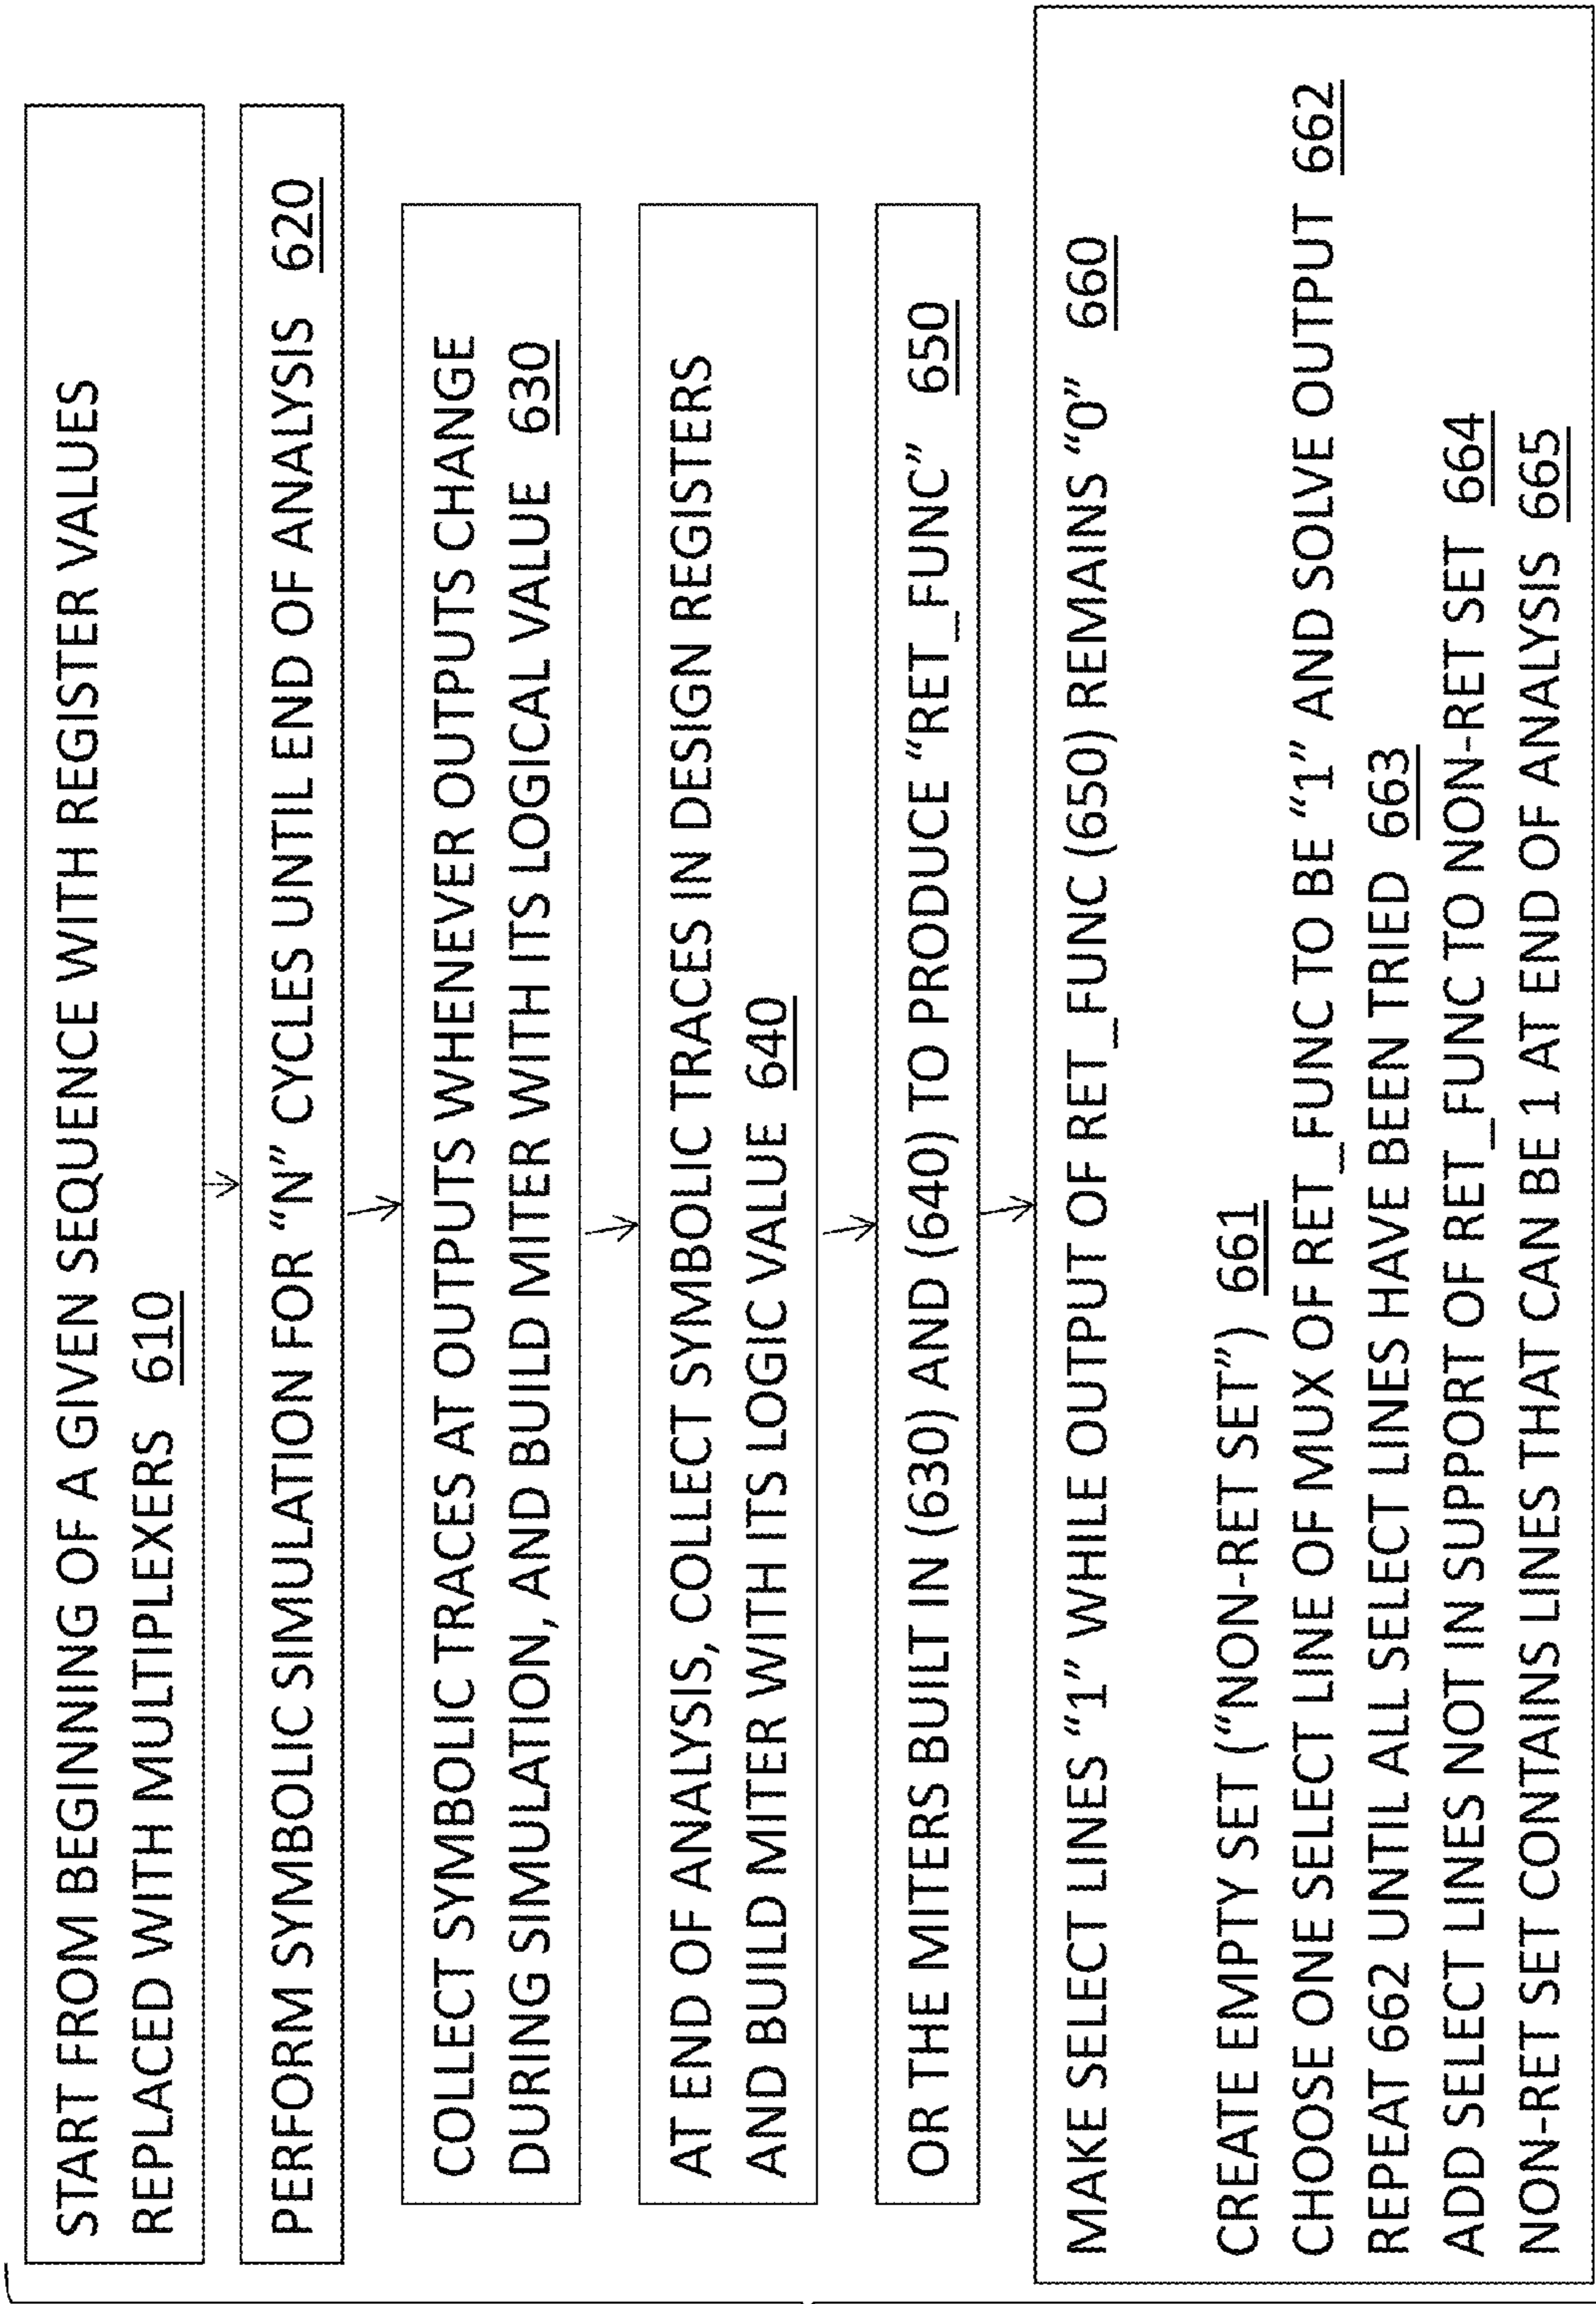 START FROM BEGINNING OF A GIVEN SEQUENCE WITH REGISTER VALUES
REPLACED WITH MULTIPLEXERS 610
PERFORM SYMBOLIC SIMULATION FOR “N” CYCLES UNTIL END OF ANALYSIS 620
COLLECT SYMBOLIC TRACES AT OUTPUTS WHENEVER OUTPUTS CHANGE
DURING SIMULATION, AND BUILD MITER WITH ITS LOGICAL VALUE 630
AT END OF ANALYSIS, COLLECT SYMBOLIC TRACES IN DESIGN REGISTERS
AND BUILD MITER WITH ITS LOGIC VALUE 640
OR THE MITERS BUILT IN (630) AND (640) TO PRODUCE “RET_FUNC” 650
MAKE SELECT LINES “1” WHILE OUTPUT OF RET_FUNC (650) REMAINS “0” 660
CREATE EMPTY SET (“NON-RET SET”) 661
CHOOSE ONE SELECT LINE OF MUX OF RET_FUNC TO BE “1” AND SOLVE OUTPUT 662
REPEAT 662 UNTIL ALL SELECT LINES HAVE BEEN TRIED 663
ADD SELECT LINES NOT IN SUPPORT OF RET_FUNC TO NON-RET SET 664
NON-RET SET CONTAINS LINES THAT CAN BE 1 AT END OF ANALYSIS 665